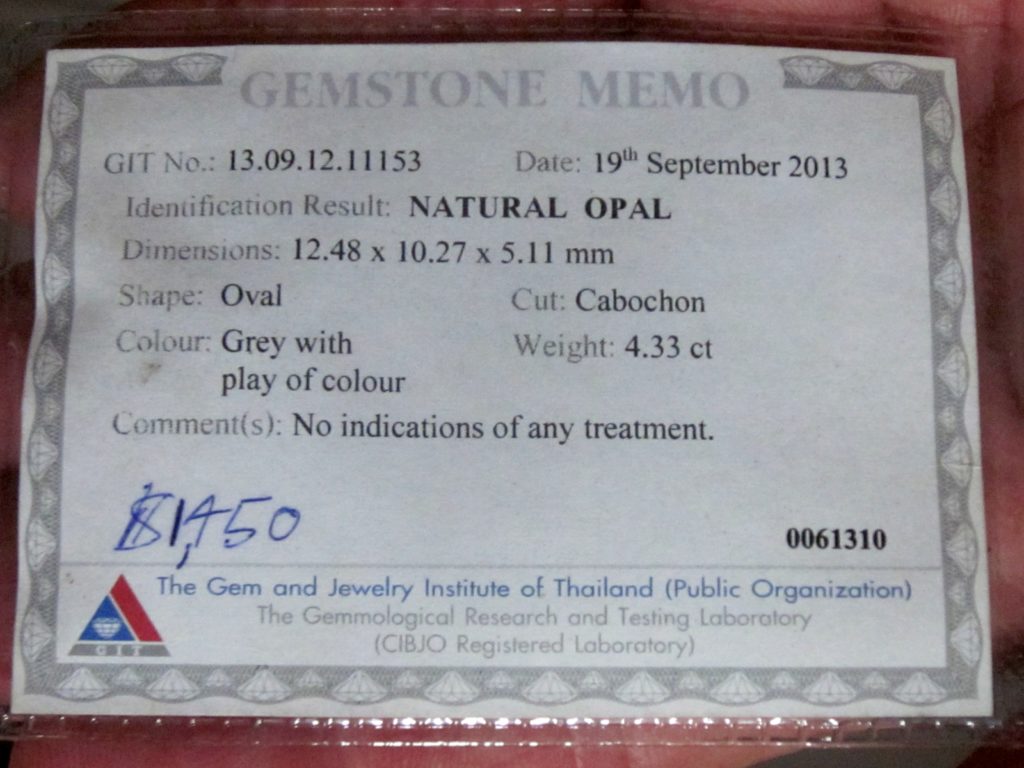 GEMSTONE MEMO
GIT No.: 13.09.12.11153 Date: 19th September 2013
Identification Result: NATURAL OPAL
Dimensions: 12.48 x 10.27 x 5.11 mm
Shape: Oval Cut: Cabochon
Colour: Grey with Weight: 4.33 ct
play of colour
Comment(s): No indications of any treatment.
$1,450
0061310
The Gem and Jewelry Institute of Thailand (Public Organization)
The Gemmological Research and Testing Laboratory
(CIBJO Registered Laboratory)
GIT